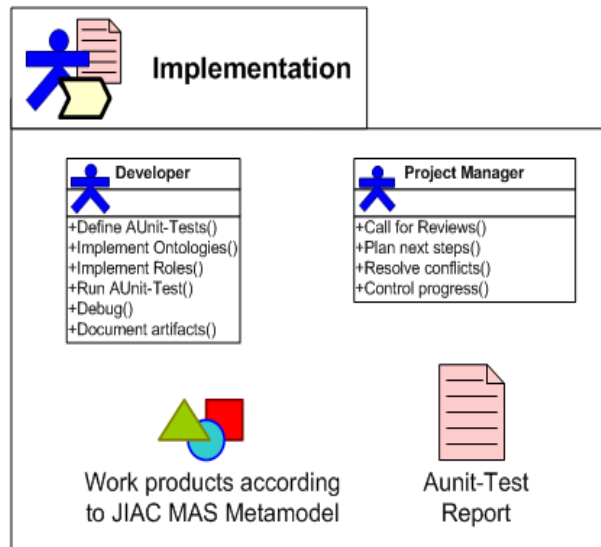 Implementation
Developer
+Define AUnit-Tests()
+Implement Ontologies()
+Implement Roles()
+Run AUnit-Test()
+Debug()
+Document artifacts()
Project Manager
+Call for Reviews()
+Plan next steps()
+Resolve conflicts()
+Control progress()
Work products according
to JIAC MAS Metamodel
Aunit-Test
Report